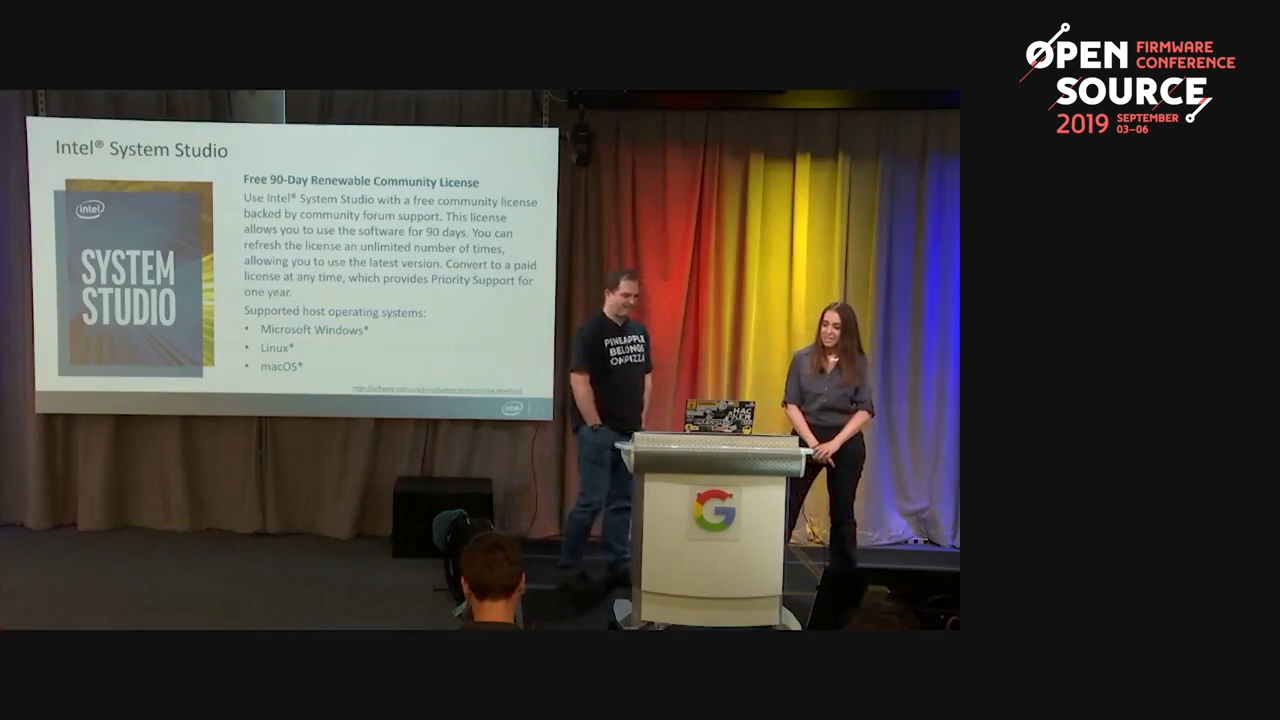 OPEN
FIRMWARE
CONFERENCE
SOURCE
2019
SEPTEMBER
03–06
Intel® System Studio
intel
SYSTEM
STUDIO
Free 90-Day Renewable Community License
Use Intel® System Studio with a free community license
backed by community forum support. This license
allows you to use the software for 90 days. You can
refresh the license an unlimited number of times,
allowing you to use the latest version. Convert to a paid
license at any time, which provides Priority Support for
one year.
Supported host operating systems:
• Microsoft Windows*
• Linux*
• macOS*
intel
PINEAPPLE
BELONGS
ON PIZZA
HAC
KER
G